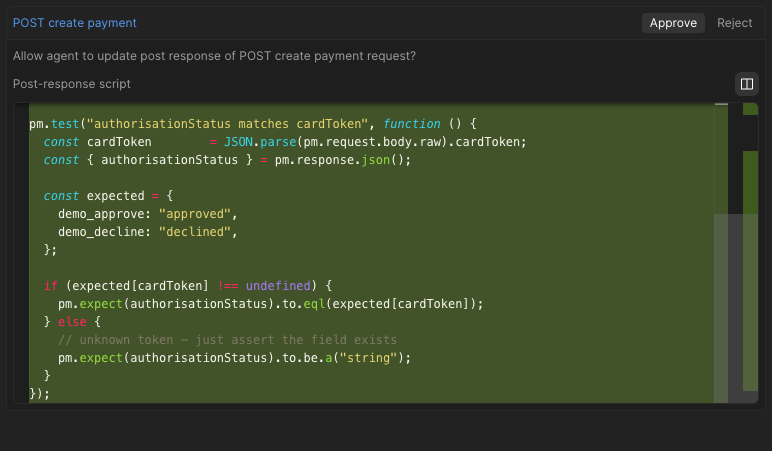 POST create payment
Approve
Reject
Allow agent to update post response of POST create payment request?
Post-response script
pm.test("authorisationStatus matches cardToken", function () {
  const cardToken        = JSON.parse(pm.request.body.raw).cardToken;
  const { authorisationStatus } = pm.response.json();
  const expected = {
    demo_approve: "approved",
    demo_decline: "declined",
  };
  if (expected[cardToken] !== undefined) {
    pm.expect(authorisationStatus).to.eql(expected[cardToken]);
  } else {
    // unknown token — just assert the field exists
    pm.expect(authorisationStatus).to.be.a("string");
  }
});